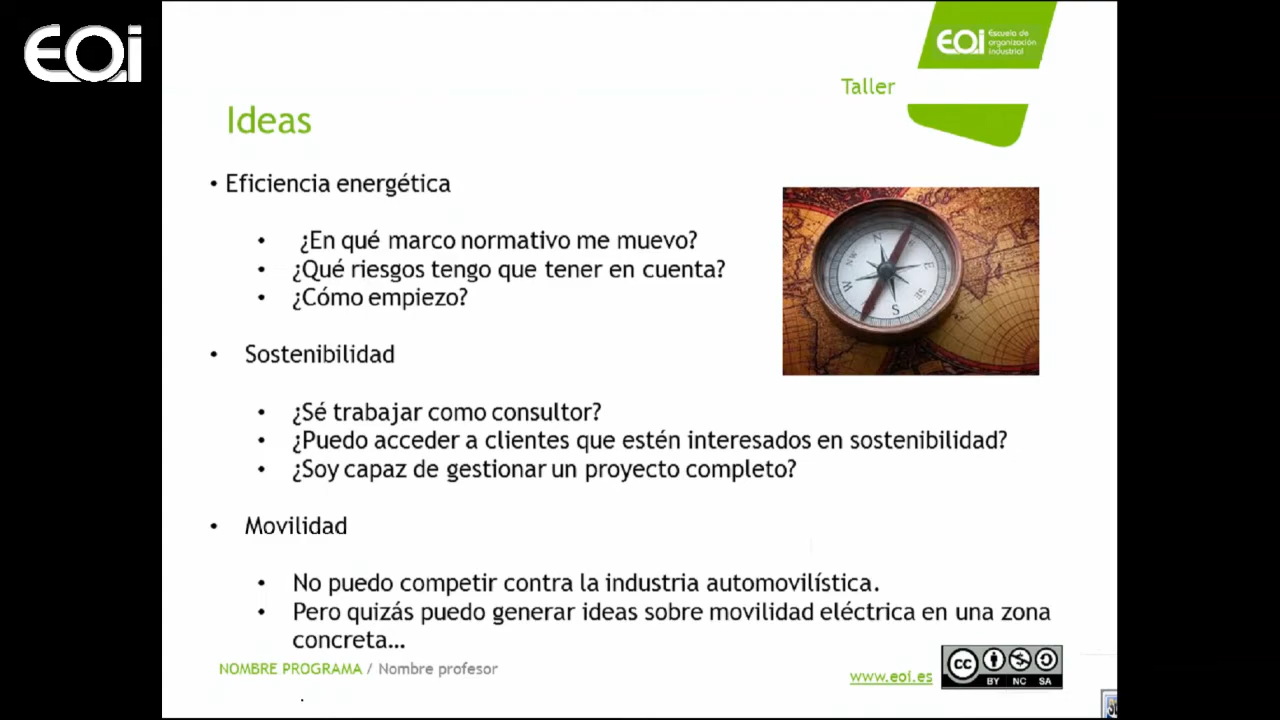 EOi
EOi Escuela de
organización
industrial
Taller
Ideas
• Eficiencia energética
• ¿En qué marco normativo me muevo?
• ¿Qué riesgos tengo que tener en cuenta?
• ¿Cómo empiezo?
• Sostenibilidad
• ¿Sé trabajar como consultor?
• ¿Puedo acceder a clientes que estén interesados en sostenibilidad?
• ¿Soy capaz de gestionar un proyecto completo?
• Movilidad
• No puedo competir contra la industria automovilística.
• Pero quizás puedo generar ideas sobre movilidad eléctrica en una zona
concreta…
NOMBRE PROGRAMA / Nombre profesor
www.eoi.es
cc
BY NC SA
N
NW
E
W
SE
S